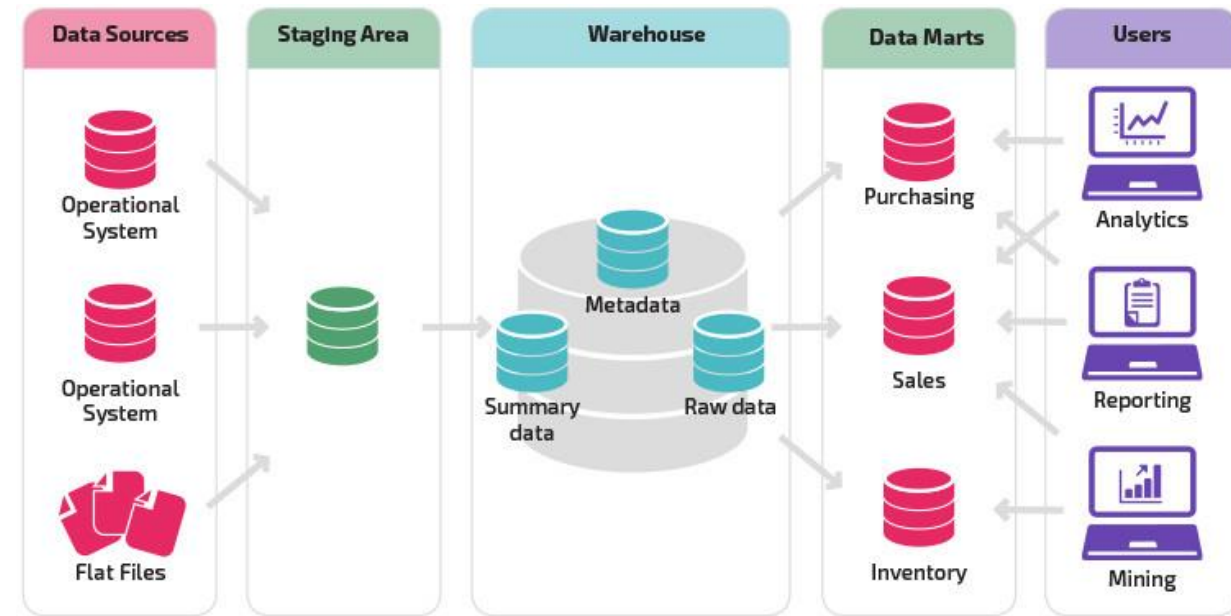 Data Sources
Staging Area
Warehouse
Data Marts
Users
Operational
System
Operational
System
Flat Files
Metadata
Summary
data
Raw data
Purchasing
Sales
Inventory
Analytics
Reporting
Mining